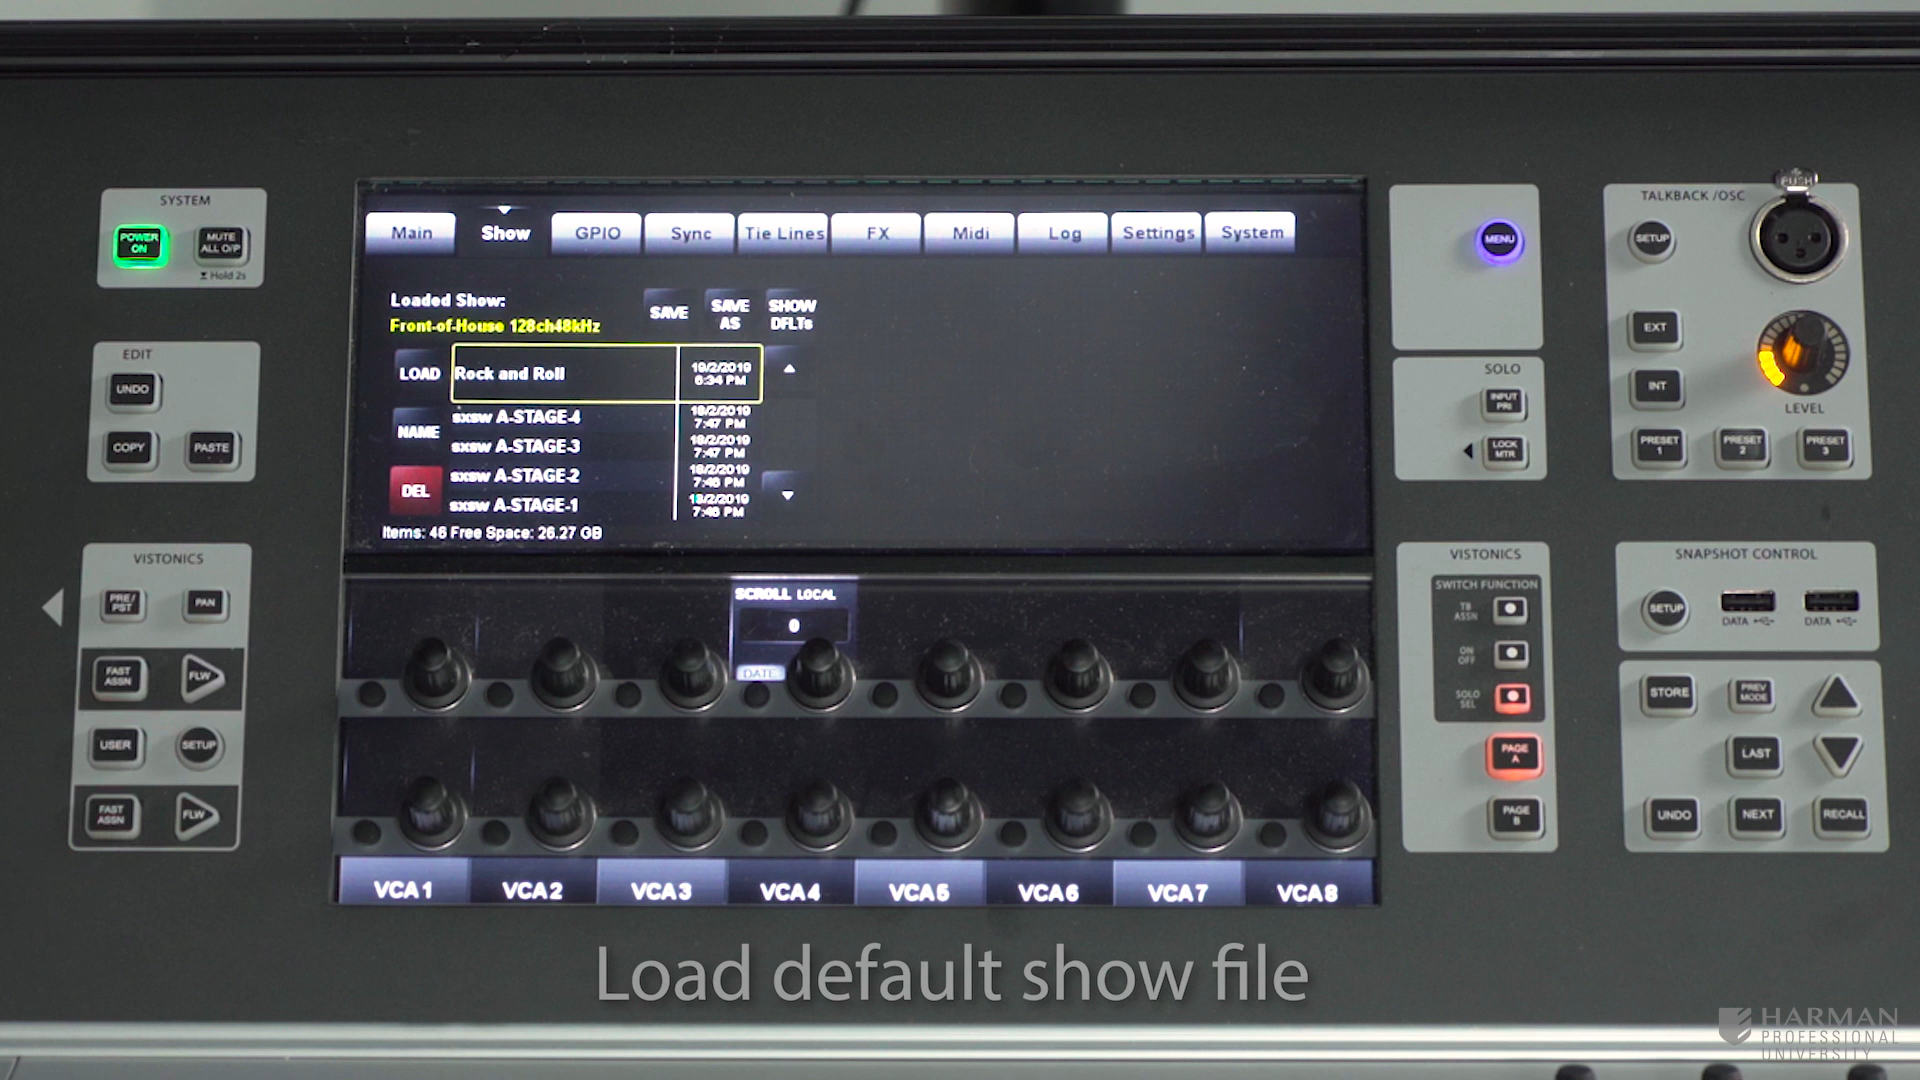 SYSTEM
POWER ON
MUTE ALL O/P
Hold 2s
EDIT
UNDO
COPY
PASTE
VISTONICS
PRE/ PST
PAN
FAST ASSN
FLW
USER
SETUP
FAST ASSN
FLW
Main
Show
GPIO
Sync
Tie Lines
FX
Midi
Log
Settings
System
Loaded Show:
Front-of-House 128ch48kHz
SAVE
SAVE AS
SHOW DFLTs
LOAD
Rock and Roll
19/2/2019
6:34 PM
NAME
sxsw A-STAGE-4
18/2/2019
7:47 PM
sxsw A-STAGE-3
18/2/2019
7:47 PM
DEL
sxsw A-STAGE-2
18/2/2019
7:46 PM
sxsw A-STAGE-1
18/2/2019
7:46 PM
Items: 46 Free Space: 26.27 GB
SCROLL LOCAL
0
DATE
VCA 1
VCA 2
VCA 3
VCA 4
VCA 5
VCA 6
VCA 7
VCA 8
MENU
SOLO
INPUT PRI
LOCK MTR
VISTONICS
SWITCH FUNCTION
TB ASSN
ON OFF
SOLO SEL
PAGE A
PAGE B
TALKBACK /OSC
PUSH
SETUP
EXT
INT
LEVEL
PRESET 1
PRESET 2
PRESET 3
SNAPSHOT CONTROL
SETUP
DATA
DATA
STORE
PREV MODE
LAST
UNDO
NEXT
RECALL
Load default show file
HARMAN
PROFESSIONAL
UNIVERSITY